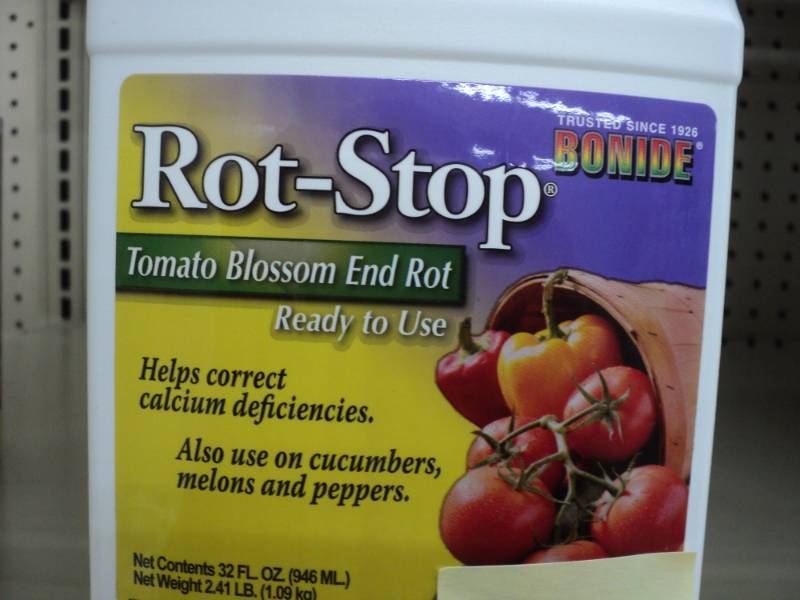 TRUSTED SINCE 1926
BONIDE®
Rot-Stop®
Tomato Blossom End Rot
Ready to Use
Helps correct
calcium deficiencies.
Also use on cucumbers,
melons and peppers.
Net Contents 32 FL. OZ. (946 ML.)
Net Weight 2.41 LB. (1.09 kg)